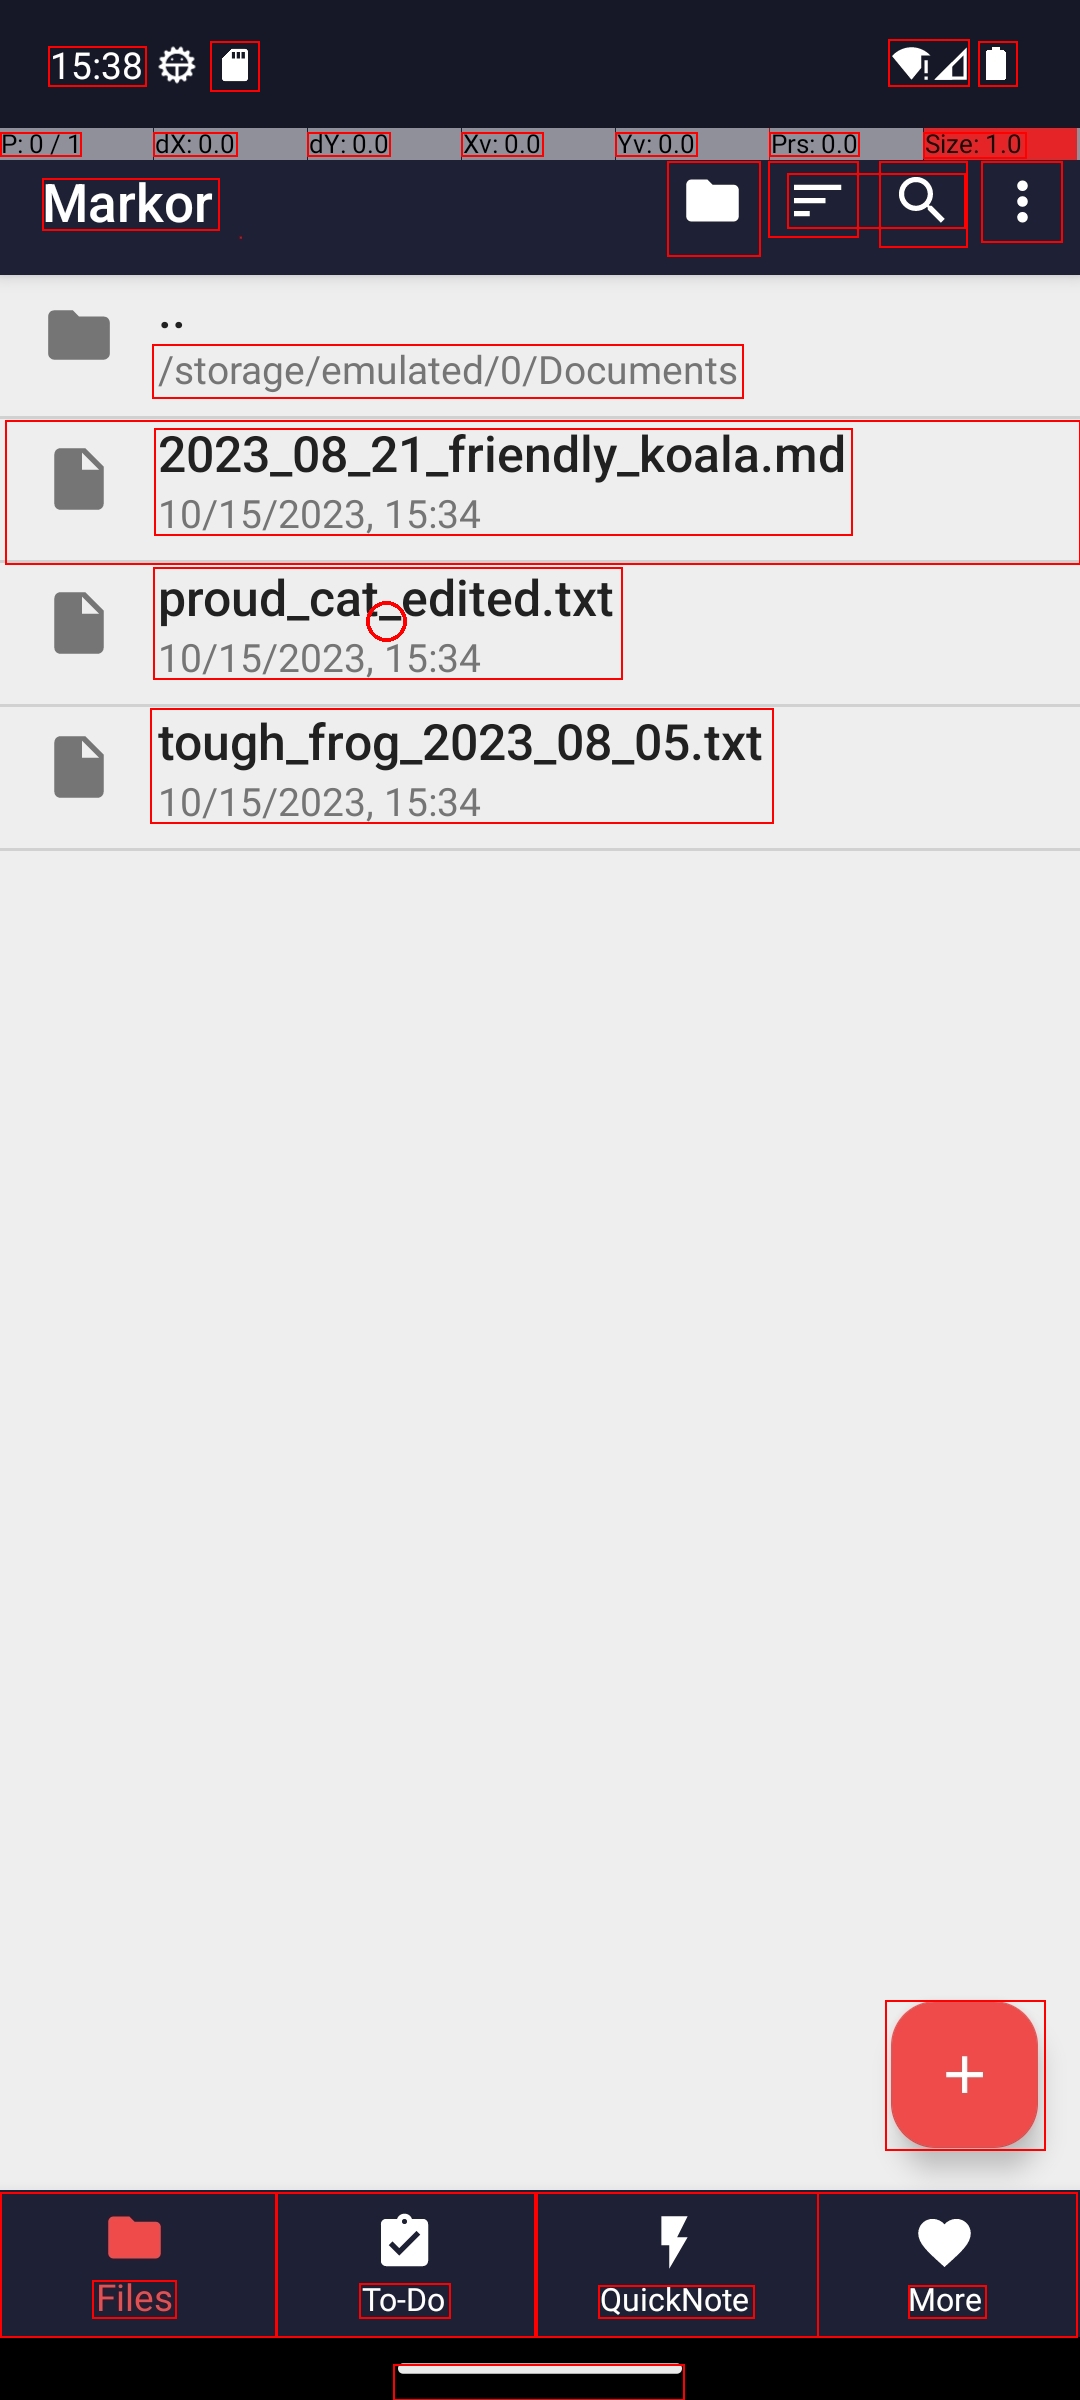 15:38
P: 0 / 1 dX: 0.0 dY: 0.0 Xv: 0.0 Yv: 0.0 Prs: 0.0 Size: 1.0
Markor
..
/storage/emulated/0/Documents
2023_08_21_friendly_koala.md
10/15/2023, 15:34
proud_cat_edited.txt
10/15/2023, 15:34
tough_frog_2023_08_05.txt
10/15/2023, 15:34
Files To-Do QuickNote More